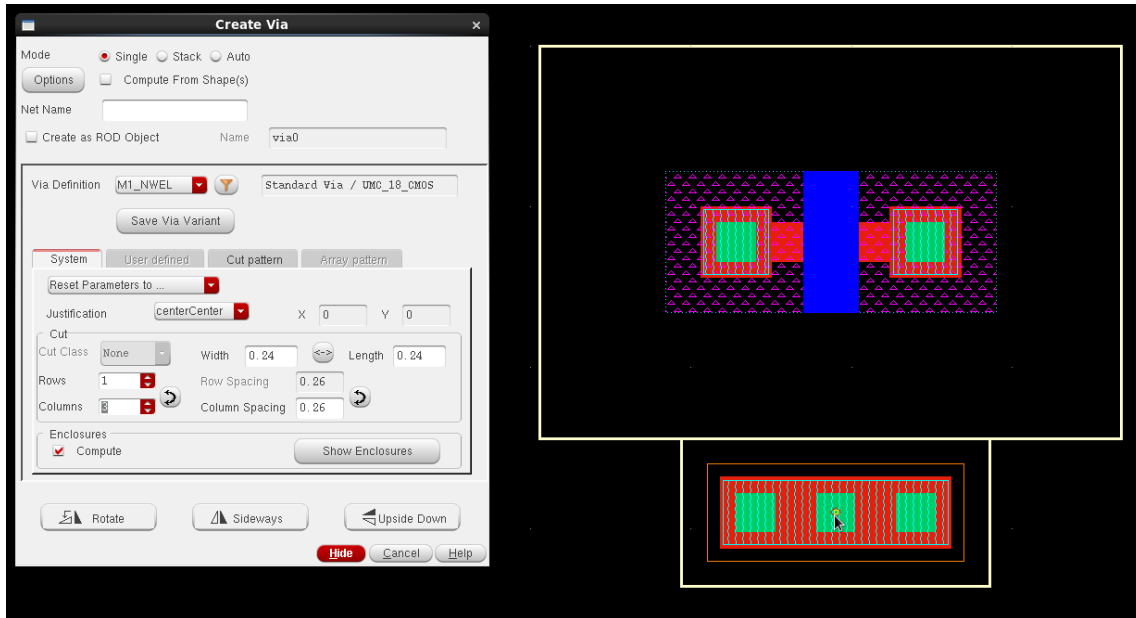 Create Via
×
Mode Single Stack Auto
Options Compute From Shape(s)
Net Name
Create as ROD Object Name via0
Via Definition M1_NWEL Standard Via / UMC_18_CMOS
Save Via Variant
System User defined Cut pattern Array pattern
Reset Parameters to ...
Justification centerCenter X 0 Y 0
Cut
Cut Class None Width 0.24 <-> Length 0.24
Rows 1 Row Spacing 0.26
Columns 3 Column Spacing 0.26
Enclosures
Compute Show Enclosures
Rotate Sideways Upside Down
Hide Cancel Help